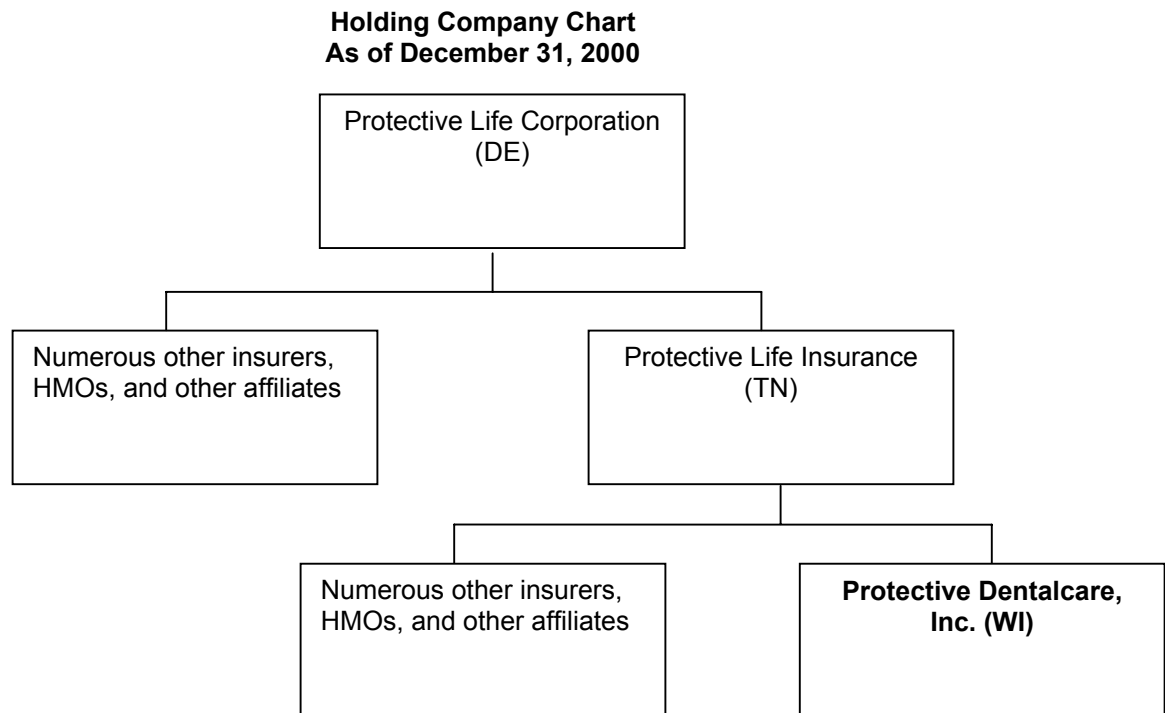 Holding Company Chart
As of December 31, 2000
Protective Life Corporation
(DE)
Numerous other insurers,
HMOs, and other affiliates
Protective Life Insurance
(TN)
Numerous other insurers,
HMOs, and other affiliates
Protective Dentalcare,
Inc. (WI)